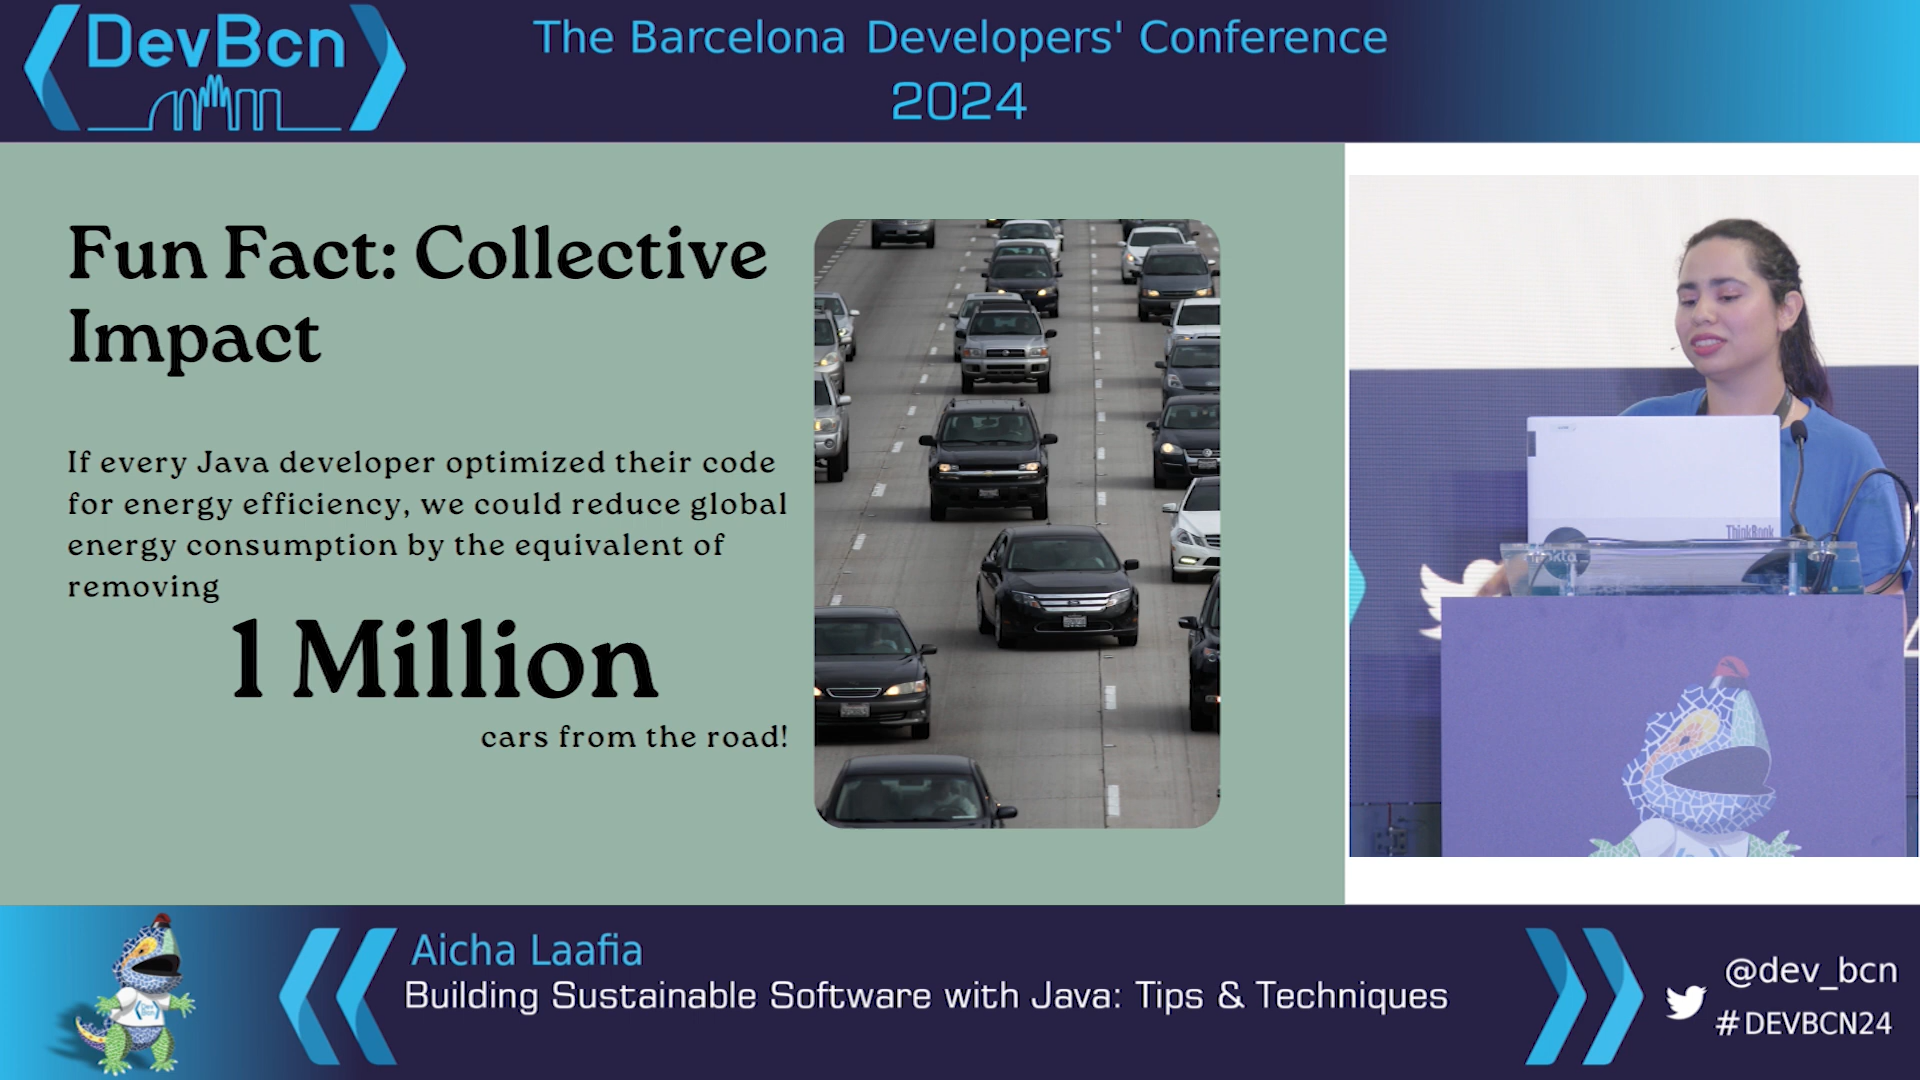 DevBcn
The Barcelona Developers' Conference
2024
Fun Fact: Collective
Impact
If every Java developer optimized their code
for energy efficiency, we could reduce global
energy consumption by the equivalent of
removing
1 Million
cars from the road!
ThinkBook
Aicha Laafia
Building Sustainable Software with Java: Tips & Techniques
@dev_bcn
#DEVBCN24